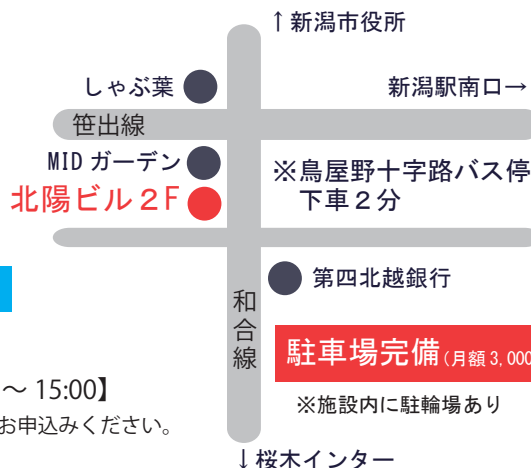 ↑新潟市役所
しゃぶ葉
新潟駅南口→
笹出線
MID ガーデン
※鳥屋野十字路バス停
下車２分
北陽ビル２F
第四北越銀行
和合線
駐車場完備(月額 3,000
※施設内に駐輪場あり
～ 15:00】
お申込みください。
↓桜木インター